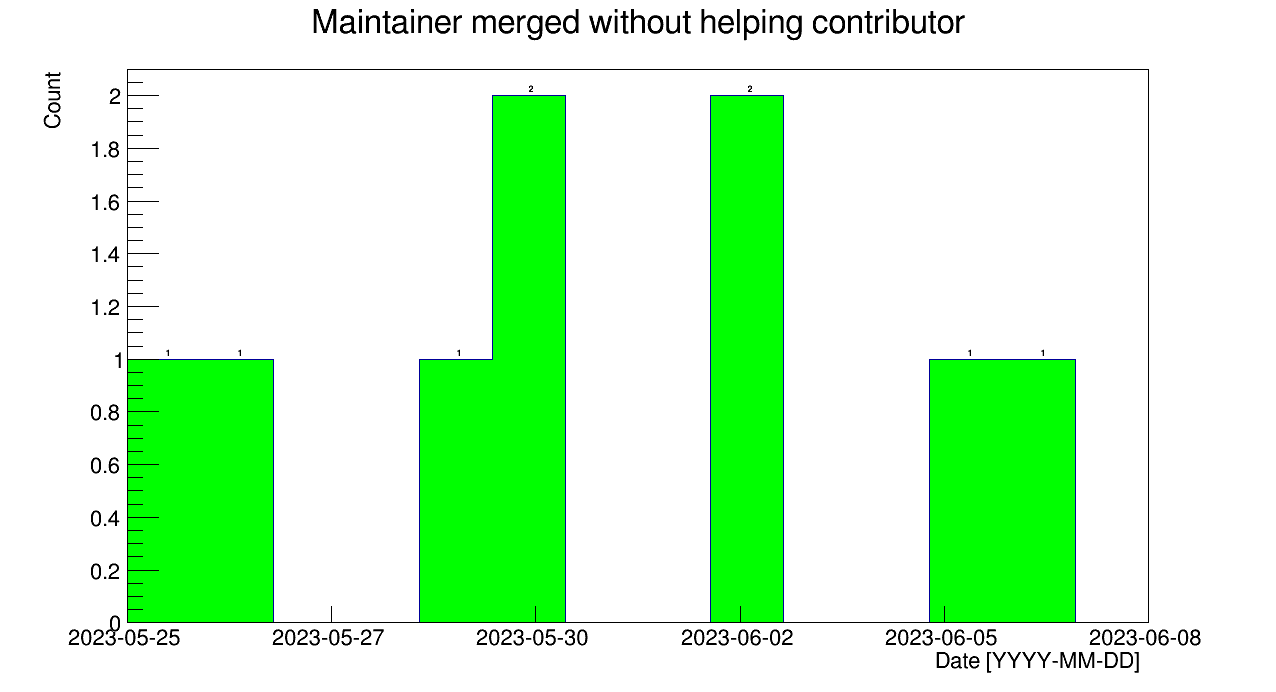 Maintainer merged without helping contributor
Count
2
1.8
1.6
1.4
1.2
1
0.8
0.6
0.4
0.2
0
1 1 1 2 2 1 1
2023-05-25 2023-05-27 2023-05-30 2023-06-02 2023-06-05 2023-06-08
Date [YYYY-MM-DD]